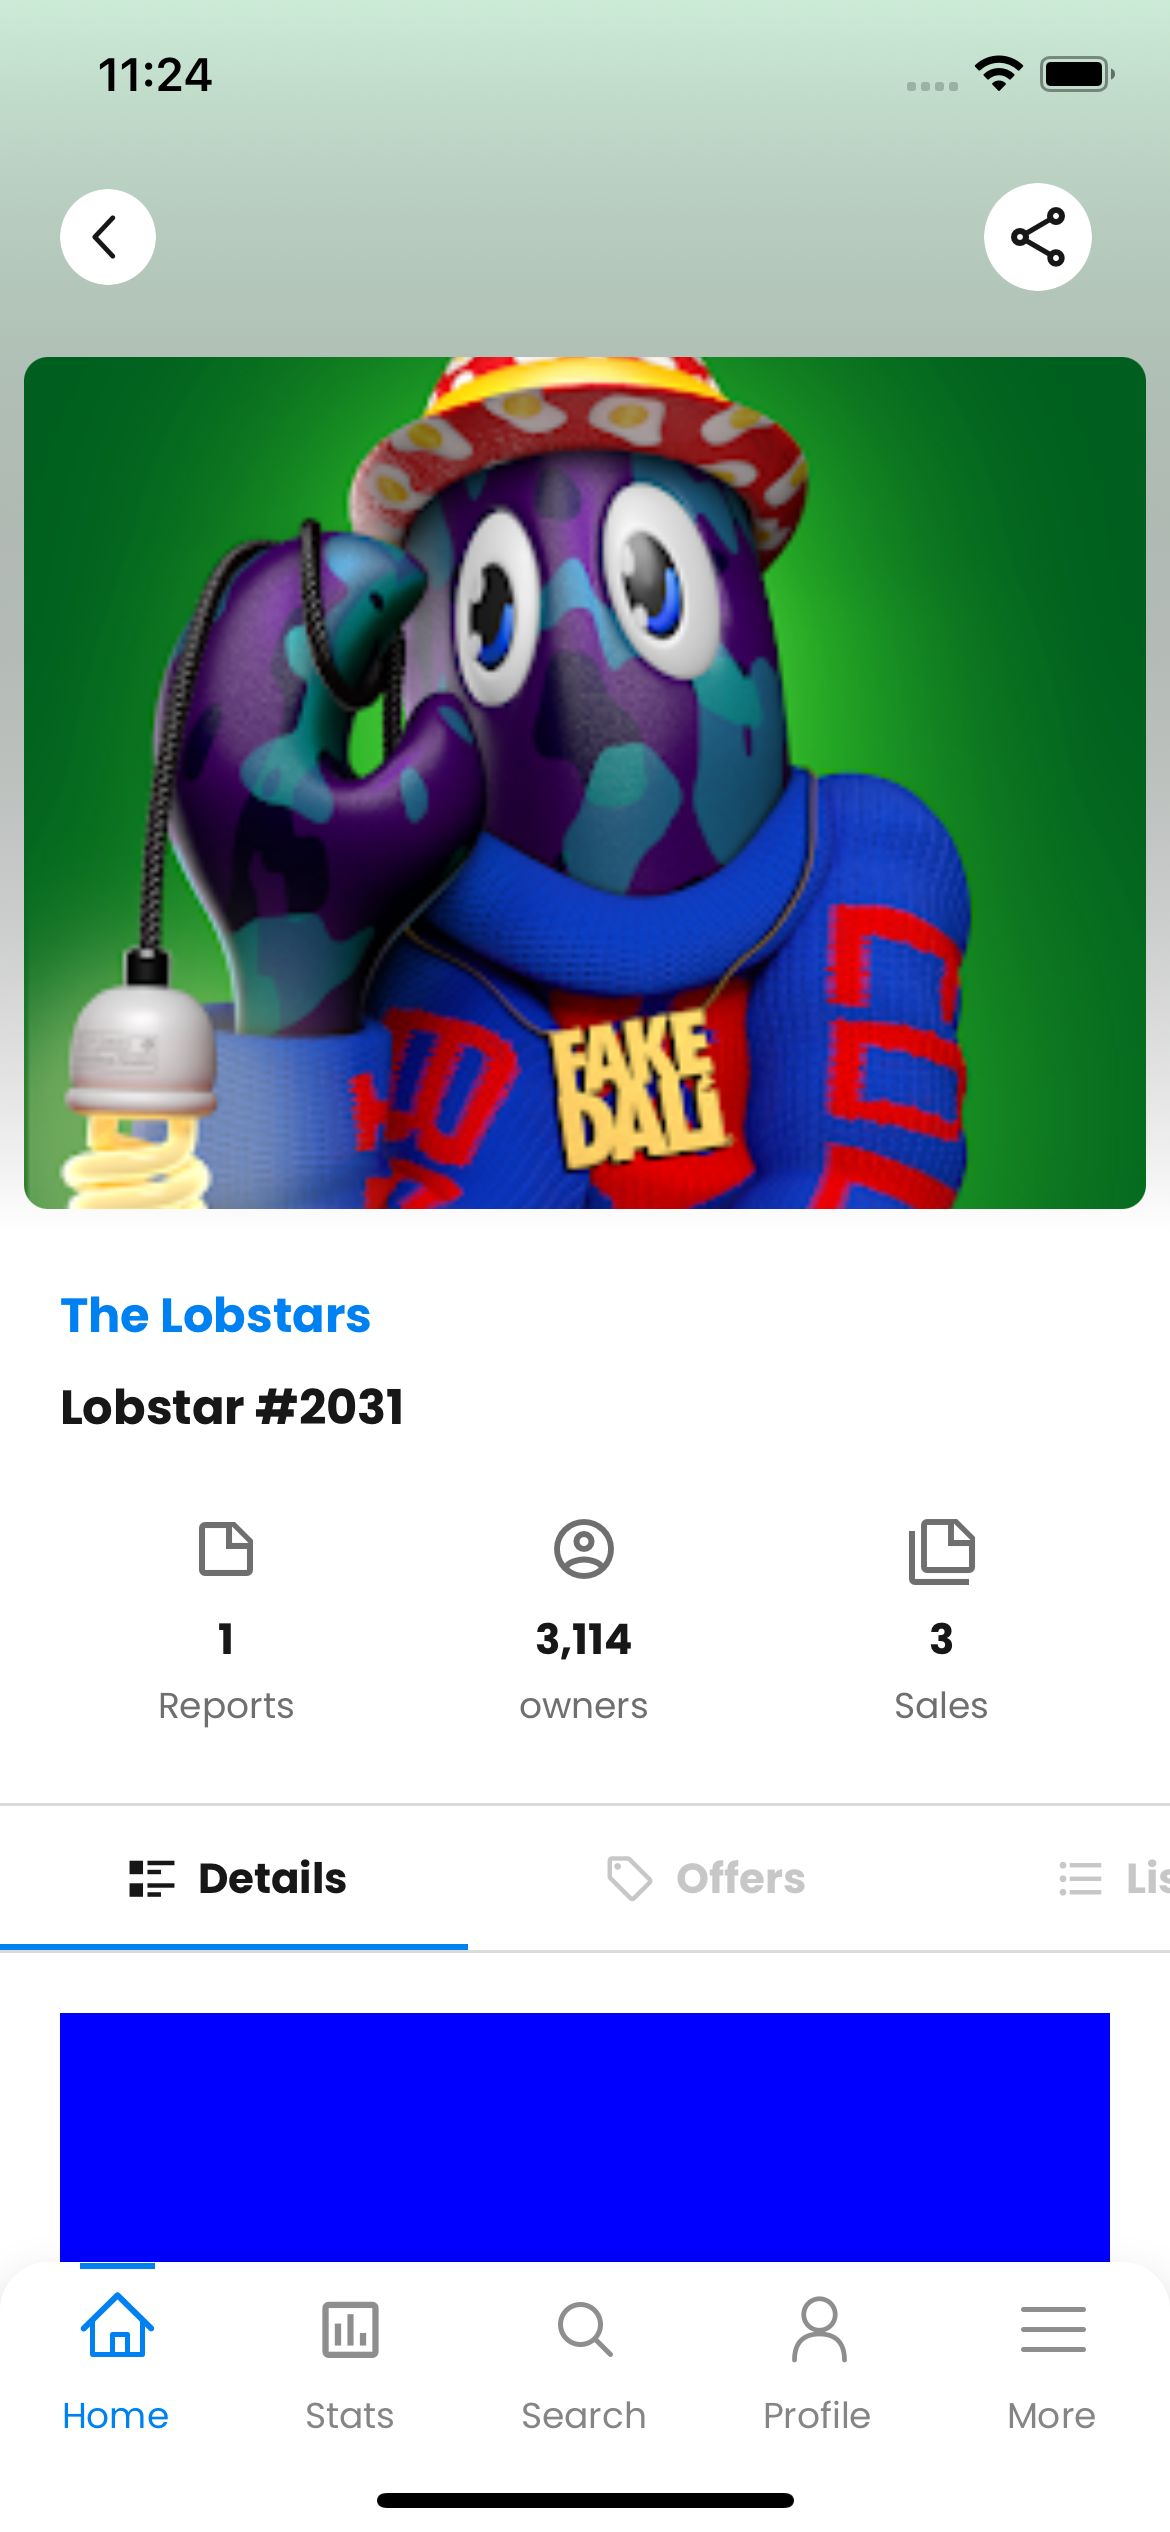 11:24
FAKE
DALi
The Lobstars
Lobstar #2031
1
3,114
3
Reports
owners
Sales
Details
Offers
Home
Stats
Search
Profile
More